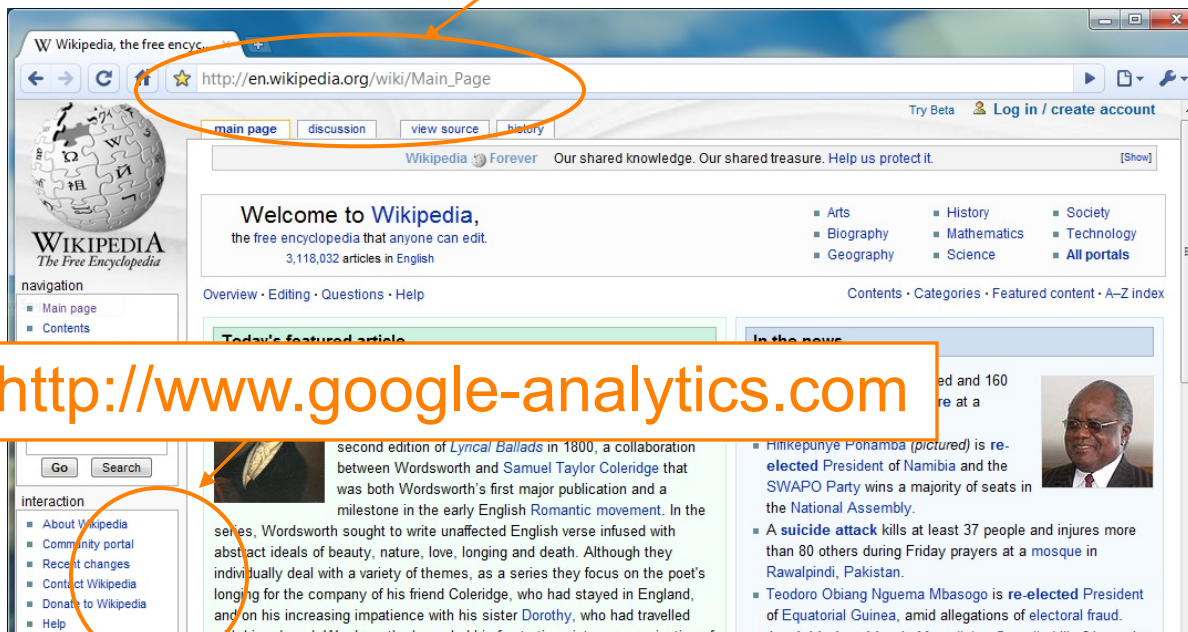 Wikipedia, the free encyc...
http://en.wikipedia.org/wiki/Main_Page
Try Beta Log in / create account
main page discussion view source history
Wikipedia Forever Our shared knowledge. Our shared treasure. Help us protect it. [Show]
WIKIPEDIA
The Free Encyclopedia
navigation
Main page
Contents
Welcome to Wikipedia,
the free encyclopedia that anyone can edit.
3,118,032 articles in English
Arts History Society
Biography Mathematics Technology
Geography Science All portals
Overview · Editing · Questions · Help
Contents · Categories · Featured content · A–Z index
Today's featured article
In the news
http://www.google-analytics.com
Go Search
interaction
About Wikipedia
Community portal
Recent changes
Contact Wikipedia
Donate to Wikipedia
Help
second edition of Lyrical Ballads in 1800, a collaboration
between Wordsworth and Samuel Taylor Coleridge that
was both Wordsworth's first major publication and a
milestone in the early English Romantic movement. In the
series, Wordsworth sought to write unaffected English verse infused with
abstract ideals of beauty, nature, love, longing and death. Although they
individually deal with a variety of themes, as a series they focus on the poet's
longing for the company of his friend Coleridge, who had stayed in England,
and on his increasing impatience with his sister Dorothy, who had travelled
ed and 160
re at a
Hifikepunye Pohamba (pictured) is re-
elected President of Namibia and the
SWAPO Party wins a majority of seats in
the National Assembly.
A suicide attack kills at least 37 people and injures more
than 80 others during Friday prayers at a mosque in
Rawalpindi, Pakistan.
Teodoro Obiang Nguema Mbasogo is re-elected President
of Equatorial Guinea, amid allegations of electoral fraud.